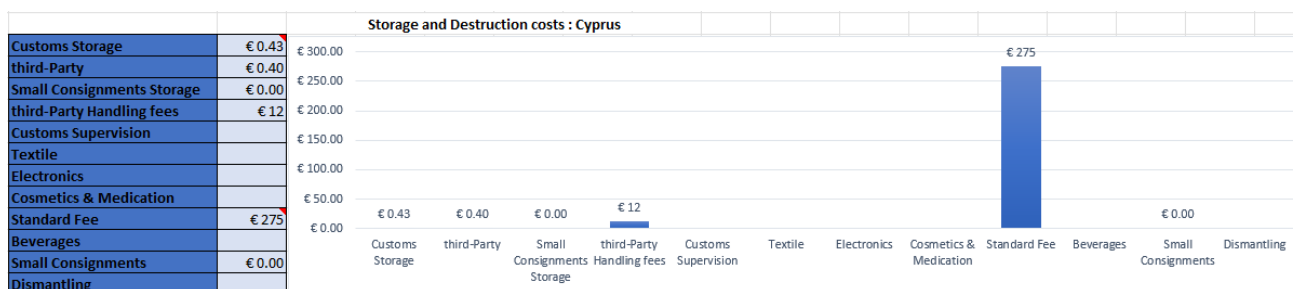 Storage and Destruction costs : Cyprus
Customs Storage € 0.43
third-Party € 0.40
Small Consignments Storage € 0.00
third-Party Handling fees € 12
Customs Supervision
Textile
Electronics
Cosmetics & Medication
Standard Fee € 275
Beverages
Small Consignments € 0.00
Dismantling
€ 300.00
€ 250.00
€ 200.00
€ 150.00
€ 100.00
€ 50.00
€ 0.00
€ 0.43 € 0.40 € 0.00 € 12 € 275 € 0.00
Customs Storage
third-Party
Small Consignments Storage
third-Party Handling fees
Customs Supervision
Textile
Electronics
Cosmetics & Medication
Standard Fee
Beverages
Small Consignments
Dismantling